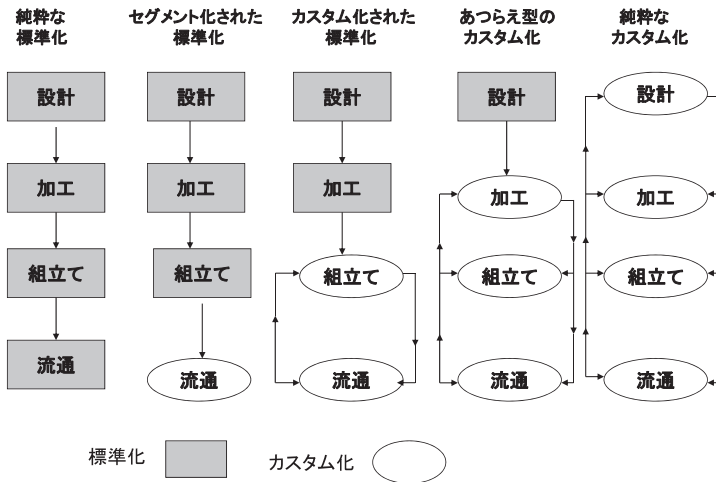 純粋な
標準化
セグメント化された
標準化
カスタム化された
標準化
あつらえ型の
カスタム化
純粋な
カスタム化
設計
設計
設計
設計
設計
加工
加工
加工
加工
加工
組立て
組立て
組立て
組立て
組立て
流通
流通
流通
流通
流通
標準化
カスタム化